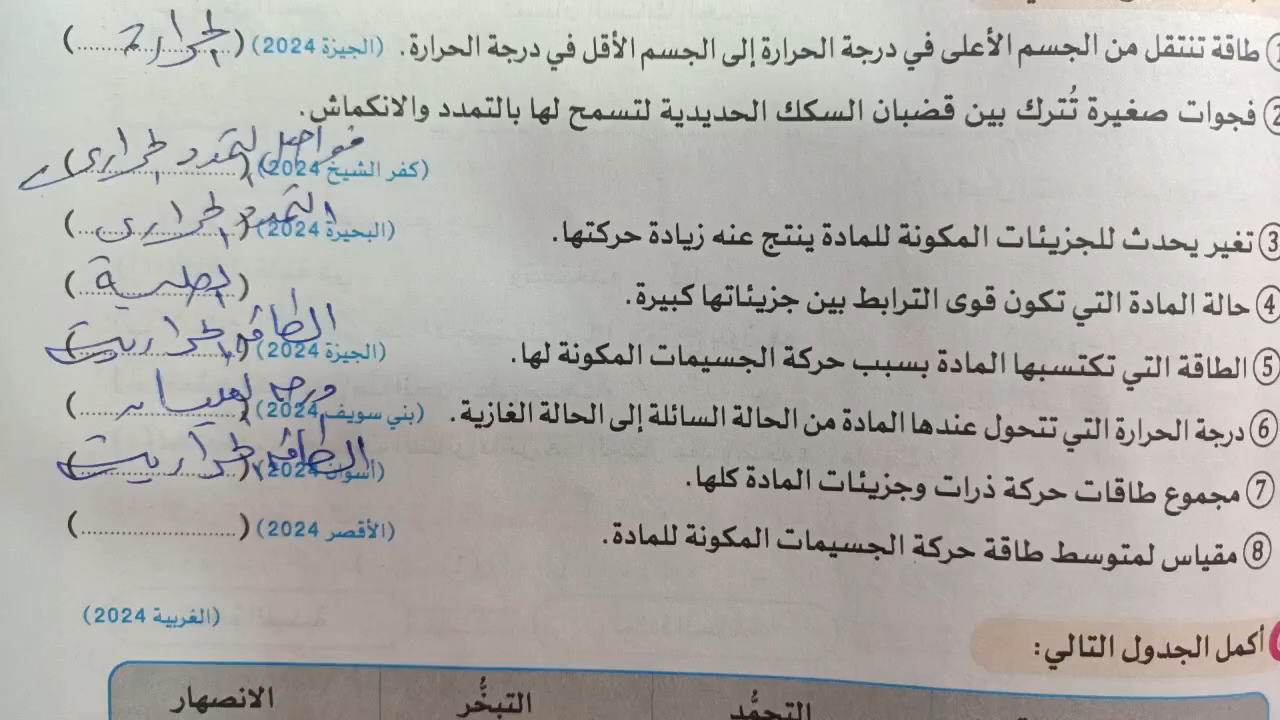 ① طاقة تنتقل من الجسم الأعلى في درجة الحرارة إلى الجسم الأقل في درجة الحرارة. (الجيزة 2024) (الحرارة)
② فجوات صغيرة تُترك بين قضبان السكك الحديدية لتسمح لها بالتمدد والانكماش.
(كفر الشيخ 2024) (فواصل التمدد الحراري)
③ تغير يحدث للجزيئات المكونة للمادة ينتج عنه زيادة حركتها. (البحيرة 2024) (التمدد الحرارى)
④ حالة المادة التي تكون قوى الترابط بين جزيئاتها كبيرة. (الصلبة)
⑤ الطاقة التي تكتسبها المادة بسبب حركة الجسيمات المكونة لها. (الجيزة 2024) (الطاقة الحرارية)
⑥ درجة الحرارة التي تتحول عندها المادة من الحالة السائلة إلى الحالة الغازية. (بني سويف 2024) (درجة)
⑦ مجموع طاقات حركة ذرات وجزيئات المادة كلها. (أسوان 2024) (الطاقة الحرارية)
⑧ مقياس لمتوسط طاقة حركة الجسيمات المكونة للمادة. (الأقصر 2024) (..........................)
أكمل الجدول التالي: (الغربية 2024)
التجمُّد التبخُّر الانصهار